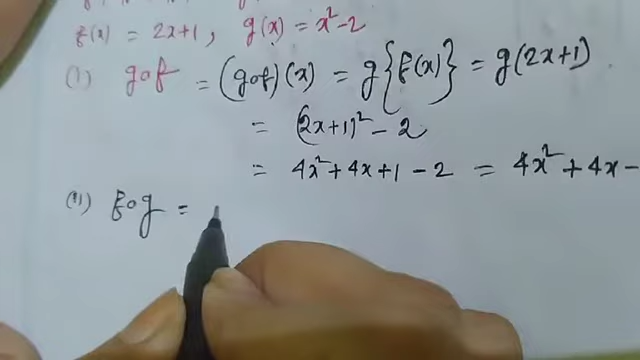 f(x) = 2x+1, g(x) = x²-2
(i) gof = (gof)(x) = g{f(x)} = g(2x+1)
= (2x+1)² - 2
= 4x²+4x+1-2 = 4x²+4x-
(ii) fog =